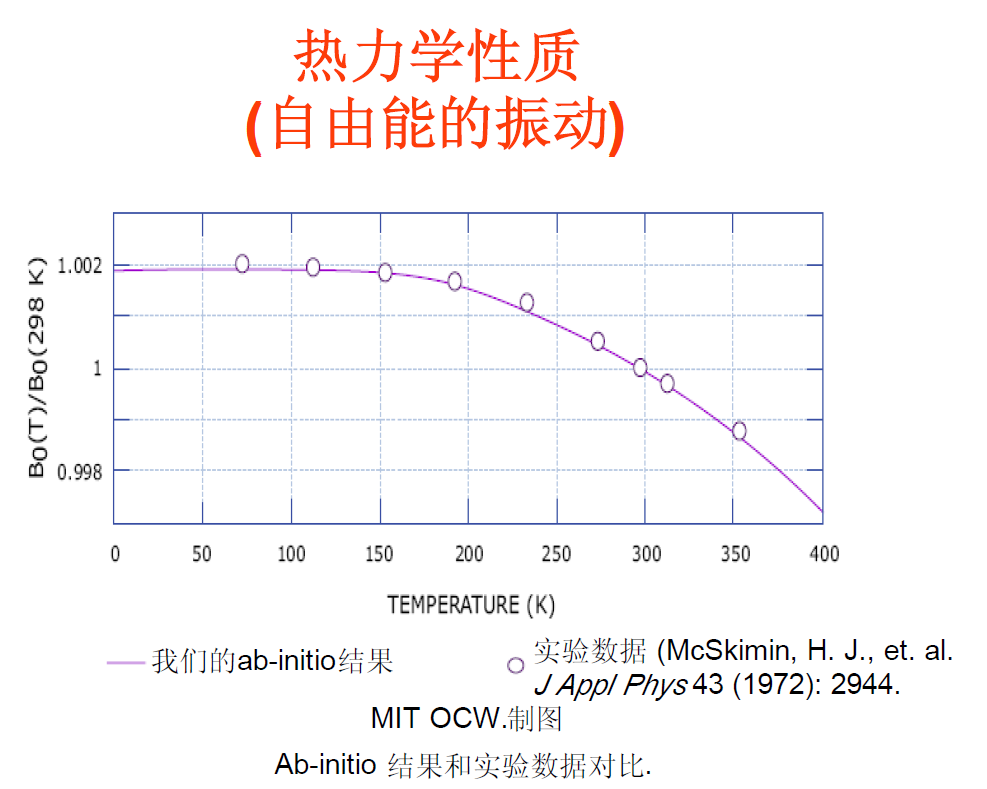 热力学性质
(自由能的振动)
B0(T)/B0(298 K)
1.002
1
0.998
0 50 100 150 200 250 300 350 400
TEMPERATURE (K)
我们的ab-initio结果
实验数据 (McSkimin, H. J., et. al.
J Appl Phys 43 (1972): 2944.
MIT OCW.制图
Ab-initio 结果和实验数据对比.